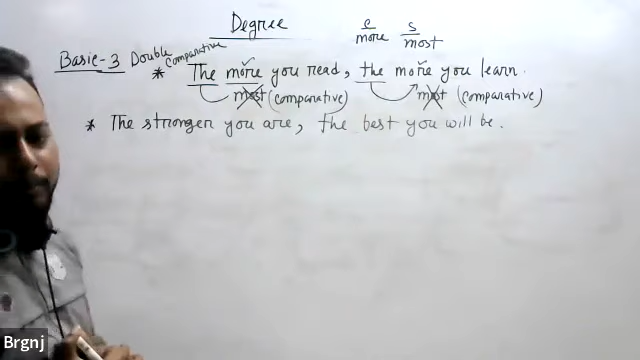 Degree
c more s most
Basic-3 Double comparative
* The more you read, the more you learn.
most (comparative) most (comparative)
* The stronger you are, the best you will be.
Brgnj